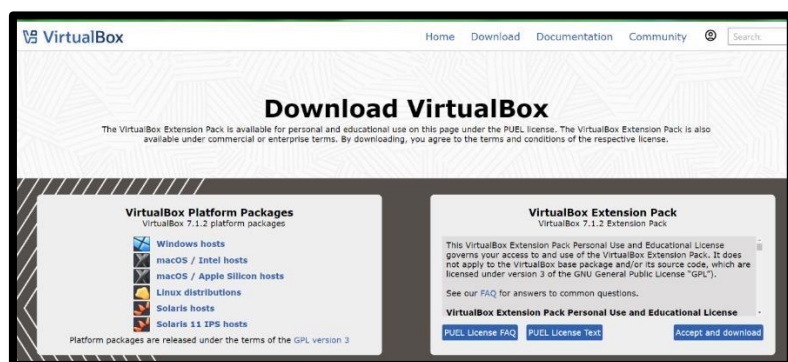 VirtualBox
Home Download Documentation Community Search:
Download VirtualBox
The VirtualBox Extension Pack is available for personal and educational use on this page under the PUEL license. The VirtualBox Extension Pack is also
available under commercial or enterprise terms. By downloading, you agree to the terms and conditions of the respective license.
VirtualBox Platform Packages
VirtualBox 7.1.2 platform packages
Windows hosts
macOS / Intel hosts
macOS / Apple Silicon hosts
Linux distributions
Solaris hosts
Solaris 11 IPS hosts
Platform packages are released under the terms of the GPL version 3
VirtualBox Extension Pack
VirtualBox 7.1.2 Extension Pack
This VirtualBox Extension Pack Personal Use and Educational License
governs your access to and use of the VirtualBox Extension Pack. It does
not apply to the VirtualBox base package and/or its source code, which are
licensed under version 3 of the GNU General Public License "GPL").
See our FAQ for answers to common questions.
VirtualBox Extension Pack Personal Use and Educational License
PUEL License FAQ PUEL License Text Accept and download